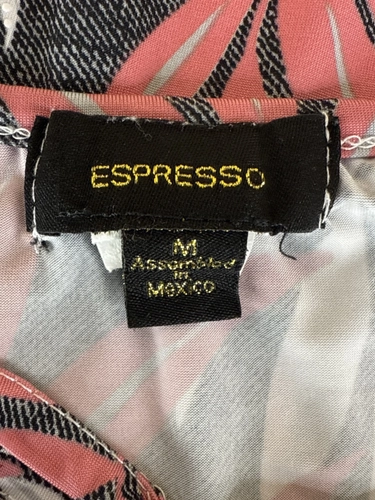 ESPRESSO
M
Assembled
in
Mexico